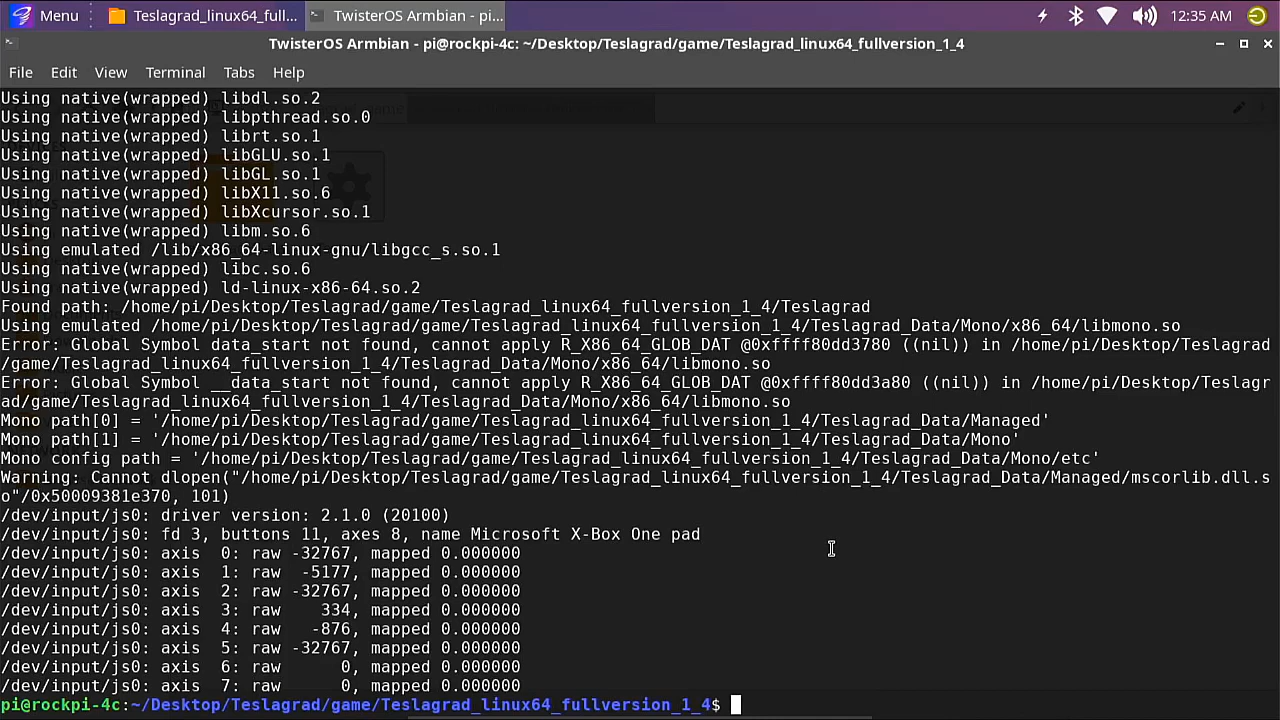 Menu
Teslagrad_linux64_full...
TwisterOS Armbian - pi...
12:35 AM
TwisterOS Armbian - pi@rockpi-4c: ~/Desktop/Teslagrad/game/Teslagrad_linux64_fullversion_1_4
File Edit View Terminal Tabs Help
Using native(wrapped) libdl.so.2
Using native(wrapped) libpthread.so.0
Using native(wrapped) librt.so.1
Using native(wrapped) libGLU.so.1
Using native(wrapped) libGL.so.1
Using native(wrapped) libX11.so.6
Using native(wrapped) libXcursor.so.1
Using native(wrapped) libm.so.6
Using emulated /lib/x86_64-linux-gnu/libgcc_s.so.1
Using native(wrapped) libc.so.6
Using native(wrapped) ld-linux-x86-64.so.2
Found path: /home/pi/Desktop/Teslagrad/game/Teslagrad_linux64_fullversion_1_4/Teslagrad
Using emulated /home/pi/Desktop/Teslagrad/game/Teslagrad_linux64_fullversion_1_4/Teslagrad_Data/Mono/x86_64/libmono.so
Error: Global Symbol data_start not found, cannot apply R_X86_64_GLOB_DAT @0xffff80dd3780 ((nil)) in /home/pi/Desktop/Teslagrad
/game/Teslagrad_linux64_fullversion_1_4/Teslagrad_Data/Mono/x86_64/libmono.so
Error: Global Symbol __data_start not found, cannot apply R_X86_64_GLOB_DAT @0xffff80dd3a80 ((nil)) in /home/pi/Desktop/Teslagr
ad/game/Teslagrad_linux64_fullversion_1_4/Teslagrad_Data/Mono/x86_64/libmono.so
Mono path[0] = '/home/pi/Desktop/Teslagrad/game/Teslagrad_linux64_fullversion_1_4/Teslagrad_Data/Managed'
Mono path[1] = '/home/pi/Desktop/Teslagrad/game/Teslagrad_linux64_fullversion_1_4/Teslagrad_Data/Mono'
Mono config path = '/home/pi/Desktop/Teslagrad/game/Teslagrad_linux64_fullversion_1_4/Teslagrad_Data/Mono/etc'
Warning: Cannot dlopen("/home/pi/Desktop/Teslagrad/game/Teslagrad_linux64_fullversion_1_4/Teslagrad_Data/Managed/mscorlib.dll.s
o"/0x50009381e370, 101)
/dev/input/js0: driver version: 2.1.0 (20100)
/dev/input/js0: fd 3, buttons 11, axes 8, name Microsoft X-Box One pad
/dev/input/js0: axis  0: raw -32767, mapped 0.000000
/dev/input/js0: axis  1: raw  -5177, mapped 0.000000
/dev/input/js0: axis  2: raw -32767, mapped 0.000000
/dev/input/js0: axis  3: raw    334, mapped 0.000000
/dev/input/js0: axis  4: raw   -876, mapped 0.000000
/dev/input/js0: axis  5: raw -32767, mapped 0.000000
/dev/input/js0: axis  6: raw      0, mapped 0.000000
/dev/input/js0: axis  7: raw      0, mapped 0.000000
pi@rockpi-4c:~/Desktop/Teslagrad/game/Teslagrad_linux64_fullversion_1_4$